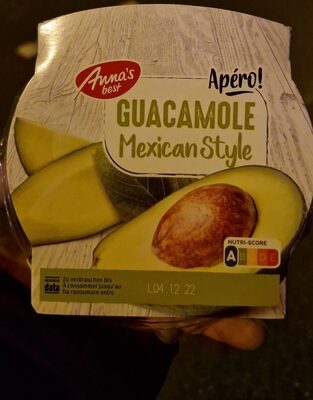 Anna's
best
Apéro!
GUACAMOLE
Mexican Style
NUTRI-SCORE
A B C D E
data
Zu verbrauchen bis
À consommer jusqu'au
Da consumare entro
L04 12 22